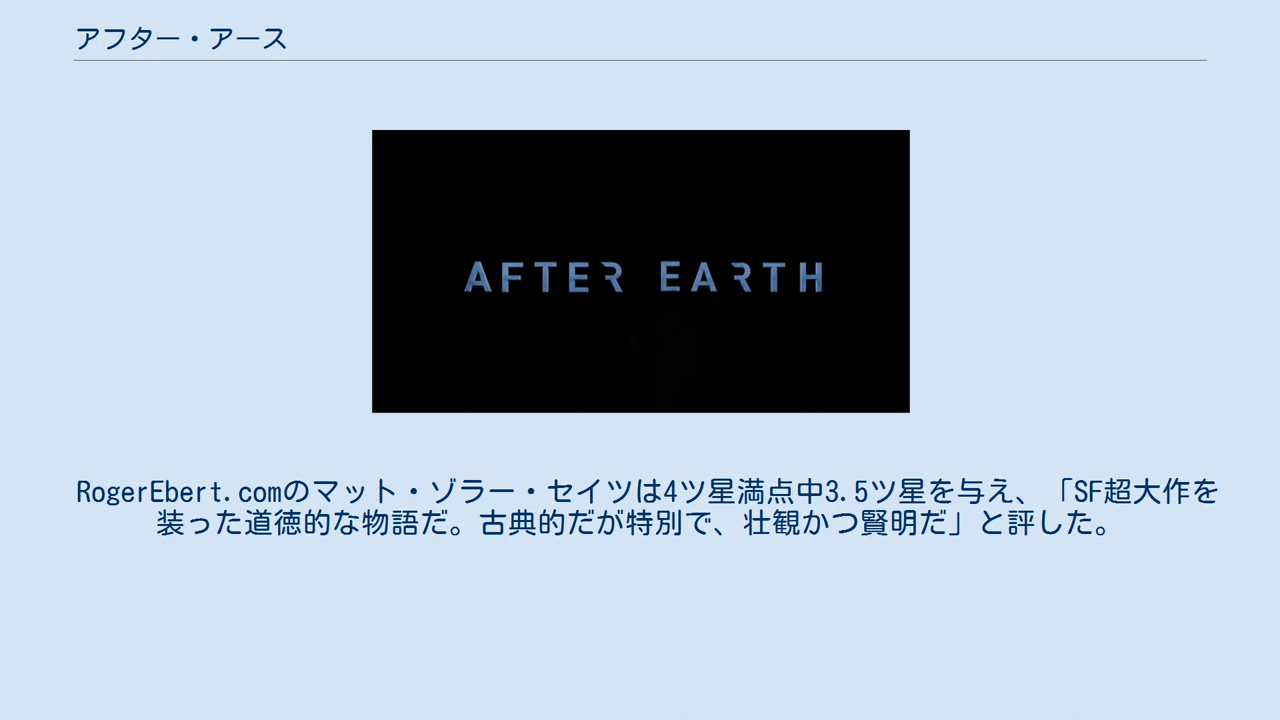 アフター・アース
AFTER EARTH
RogerEbert.comのマット・ゾラー・セイツは4ツ星満点中3.5ツ星を与え、「SF超大作を
装った道徳的な物語だ。古典的だが特別で、壮観かつ賢明だ」と評した。